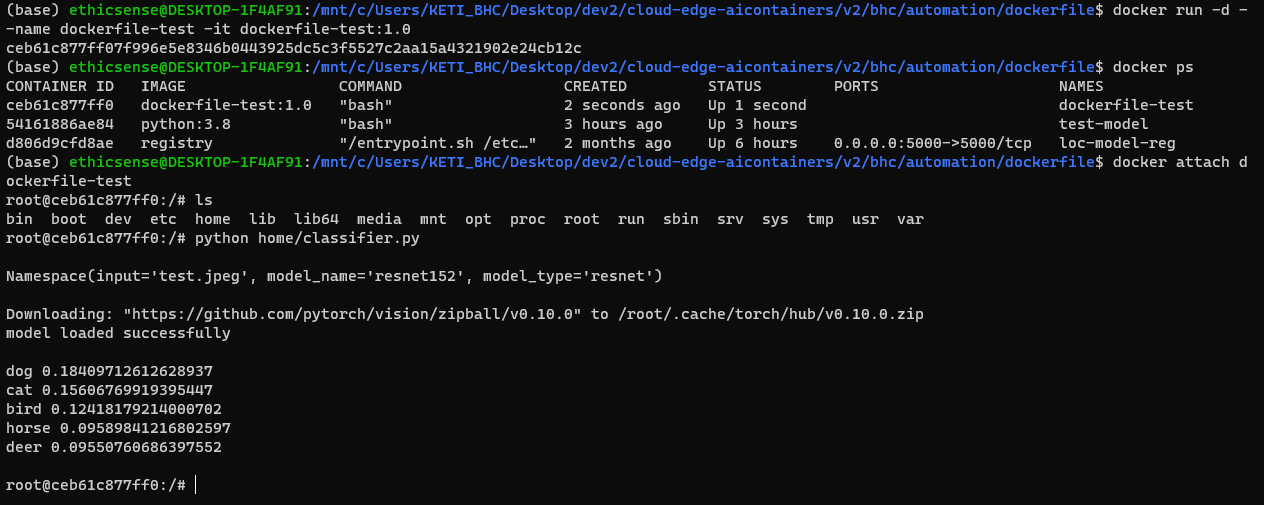 (base) ethicsense@DESKTOP-1F4AF91:/mnt/c/Users/KETI_BHC/Desktop/dev2/cloud-edge-aicontainers/v2/bhc/automation/dockerfile$ docker run -d -
-name dockerfile-test -it dockerfile-test:1.0
ceb61c877ff07f996e5e8346b0443925dc5c3f5527c2aa15a4321902e24cb12c
(base) ethicsense@DESKTOP-1F4AF91:/mnt/c/Users/KETI_BHC/Desktop/dev2/cloud-edge-aicontainers/v2/bhc/automation/dockerfile$ docker ps
CONTAINER ID   IMAGE                 COMMAND                  CREATED         STATUS        PORTS                    NAMES
ceb61c877ff0   dockerfile-test:1.0   "bash"                   2 seconds ago   Up 1 second                            dockerfile-test
54161886ae84   python:3.8            "bash"                   3 hours ago     Up 3 hours                             test-model
d806d9cfd8ae   registry              "/entrypoint.sh /etc…"   2 months ago    Up 6 hours    0.0.0.0:5000->5000/tcp   loc-model-reg
(base) ethicsense@DESKTOP-1F4AF91:/mnt/c/Users/KETI_BHC/Desktop/dev2/cloud-edge-aicontainers/v2/bhc/automation/dockerfile$ docker attach d
ockerfile-test
root@ceb61c877ff0:/# ls
bin  boot  dev  etc  home  lib  lib64  media  mnt  opt  proc  root  run  sbin  srv  sys  tmp  usr  var
root@ceb61c877ff0:/# python home/classifier.py
Namespace(input='test.jpeg', model_name='resnet152', model_type='resnet')
Downloading: "https://github.com/pytorch/vision/zipball/v0.10.0" to /root/.cache/torch/hub/v0.10.0.zip
model loaded successfully
dog 0.18409712612628937
cat 0.15606769919395447
bird 0.12418179214000702
horse 0.09589841216802597
deer 0.09550760686397552
root@ceb61c877ff0:/#